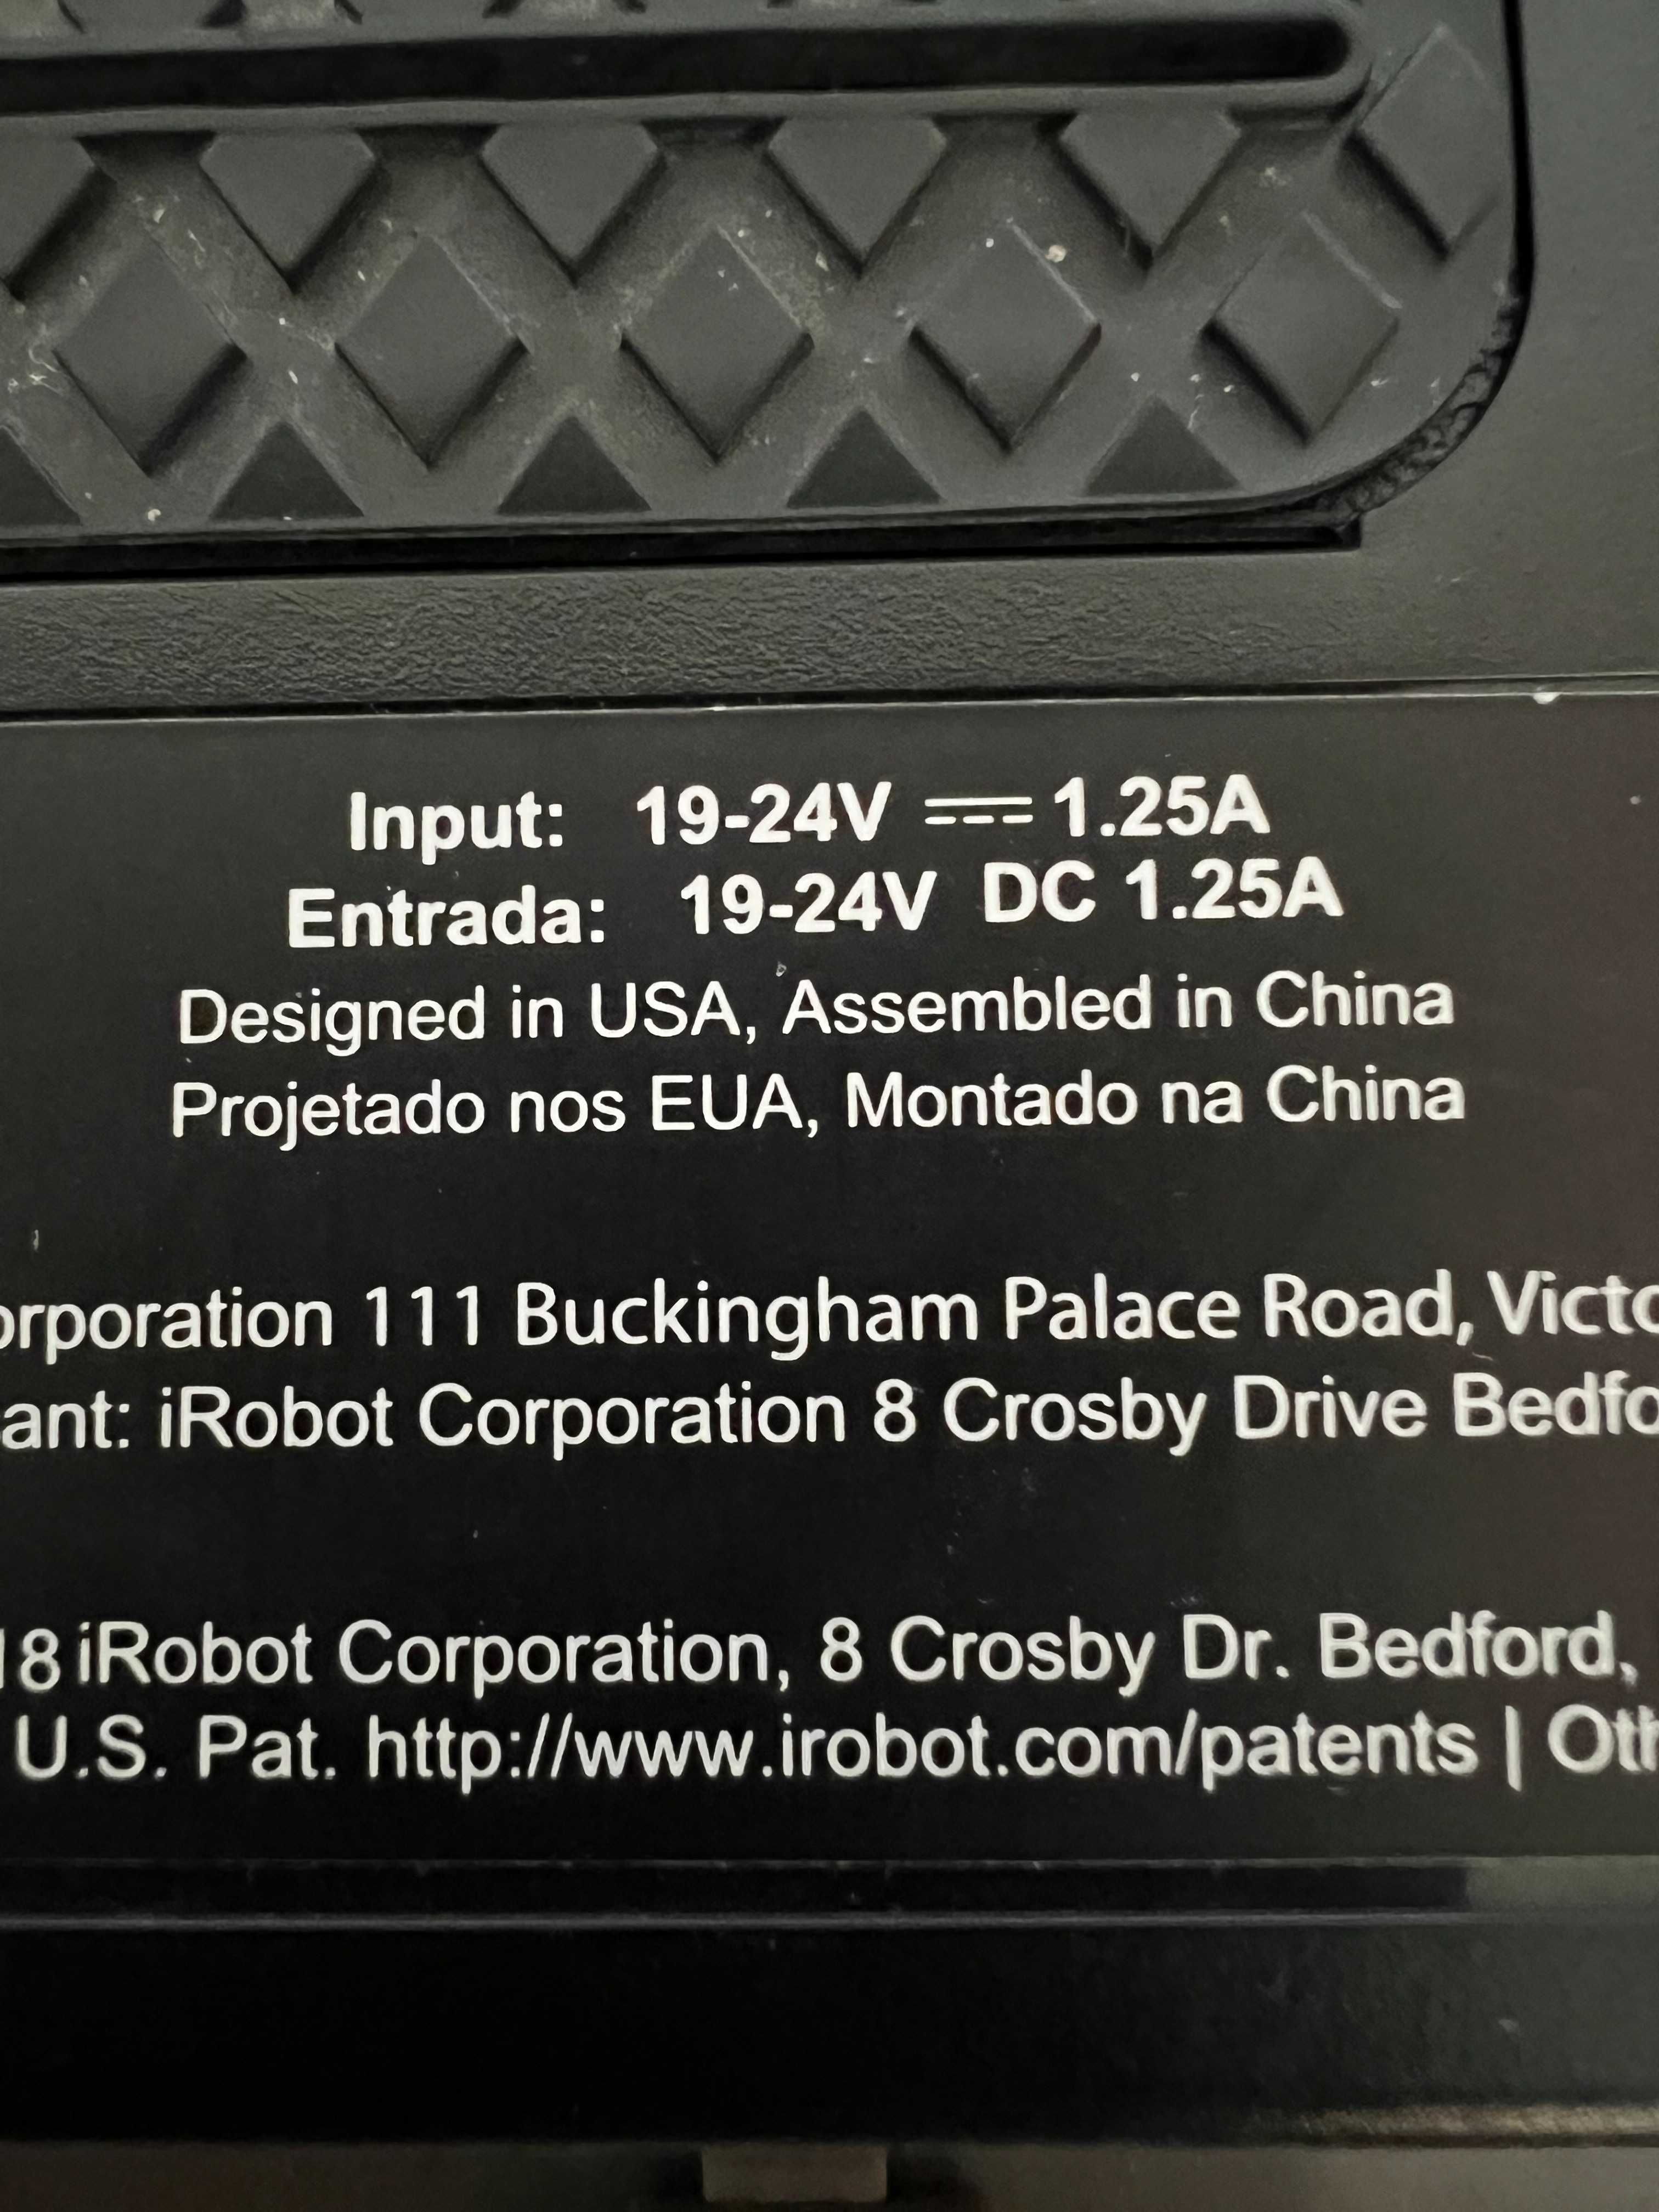 Input: 19-24V ⎓ 1.25A
Entrada: 19-24V DC 1.25A
Designed in USA, Assembled in China
Projetado nos EUA, Montado na China
orporation 111 Buckingham Palace Road, Victo
ant: iRobot Corporation 8 Crosby Drive Bedfo
18 iRobot Corporation, 8 Crosby Dr. Bedford,
U.S. Pat. http://www.irobot.com/patents | Oth